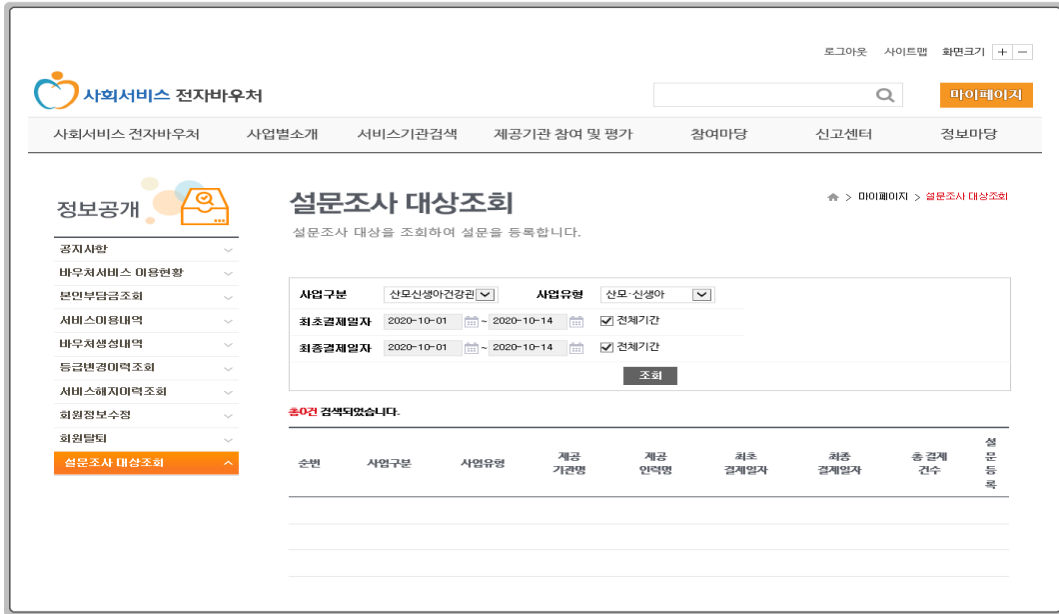 로그아웃 사이트맵 화면크기 + −
사회서비스 전자바우처
마이페이지
사회서비스 전자바우처 사업별소개 서비스기관검색 제공기관 참여 및 평가 참여마당 신고센터 정보마당
정보공개
공지사항
바우처서비스 이용현황
본인부담금조회
서비스이용내역
바우처생성내역
등급변경이력조회
서비스해지이력조회
회원정보수정
회원탈퇴
설문조사 대상조회
설문조사 대상조회
> 마이페이지 > 설문조사 대상조회
설문조사 대상을 조회하여 설문을 등록합니다.
사업구분 산모신생아건강관 사업유형 산모·신생아
최초결제일자 2020-10-01 ~ 2020-10-14 전체기간
최종결제일자 2020-10-01 ~ 2020-10-14 전체기간
조회
총0건 검색되었습니다.
순번 사업구분 사업유형 제공 기관명 제공 인력명 최초 결제일자 최종 결제일자 총 결제 건수 설문등록